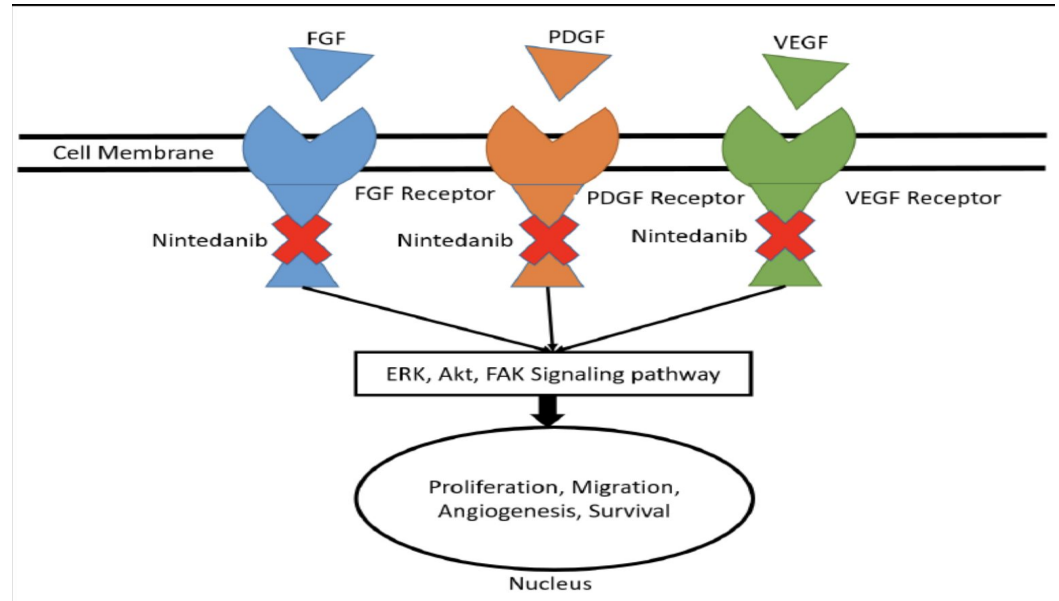 FGF
PDGF
VEGF
Cell Membrane
FGF Receptor
PDGF Receptor
VEGF Receptor
Nintedanib
Nintedanib
Nintedanib
ERK, Akt, FAK Signaling pathway
Proliferation, Migration,
Angiogenesis, Survival
Nucleus